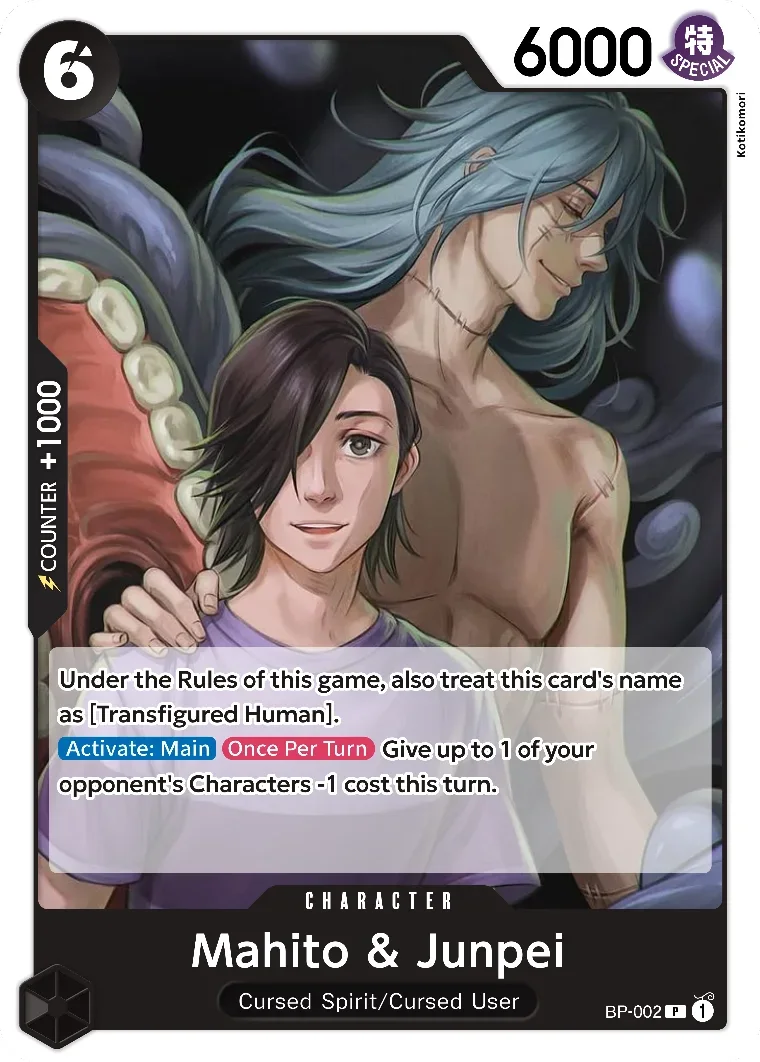 6
6000
特
SPECIAL
Kotikomori
COUNTER +1000
Under the Rules of this game, also treat this card's name
as [Transfigured Human].
Activate: Main Once Per Turn Give up to 1 of your
opponent's Characters -1 cost this turn.
CHARACTER
Mahito & Junpei
Cursed Spirit/Cursed User
BP-002 P 1